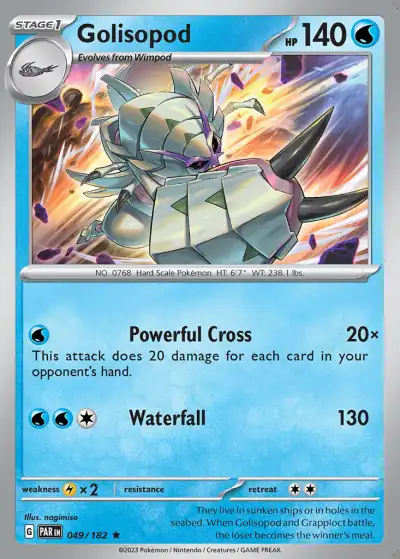 STAGE 1
Golisopod
HP 140
Evolves from Wimpod
NO. 0768 Hard Scale Pokémon HT: 6'7" WT: 238.1 lbs.
Powerful Cross 20×
This attack does 20 damage for each card in your
opponent's hand.
Waterfall 130
weakness ×2 resistance retreat
Illus. nagimiso
G PAR EN 049/182 ★
They live in sunken ships or in holes in the
seabed. When Golisopod and Grapploct battle,
the loser becomes the winner's meal.
©2023 Pokémon / Nintendo / Creatures / GAME FREAK